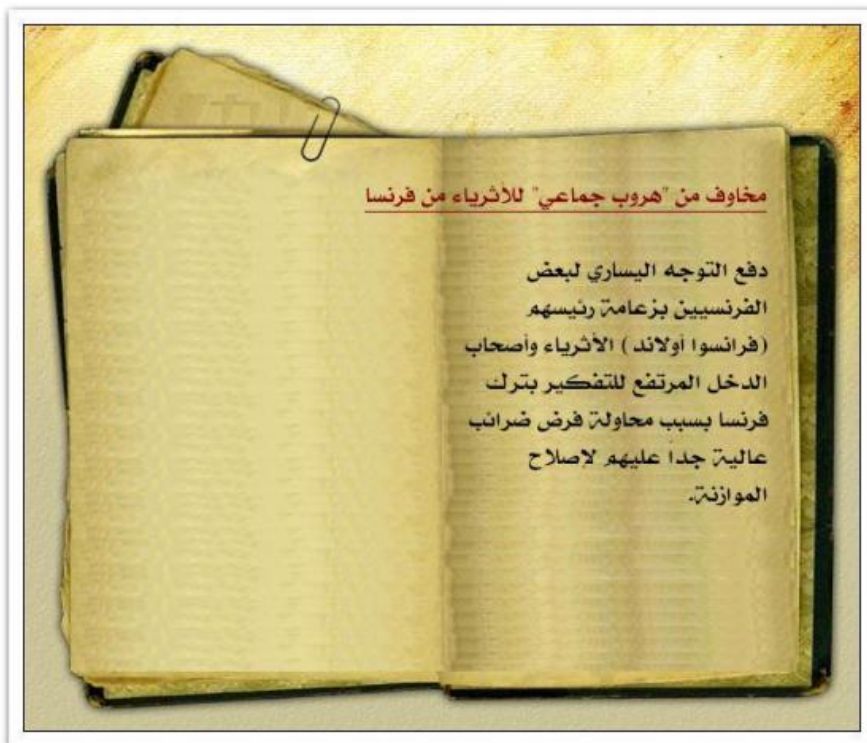 مخاوف من "هروب جماعي" للأثرياء من فرنسا
دفع التوجه اليساري لبعض
الفرنسيين بزعامة رئيسهم
(فرانسوا أولاند) الأثرياء وأصحاب
الدخل المرتفع للتفكير بترك
فرنسا بسبب محاولة فرض ضرائب
عالية جداً عليهم لإصلاح
الموازنة.